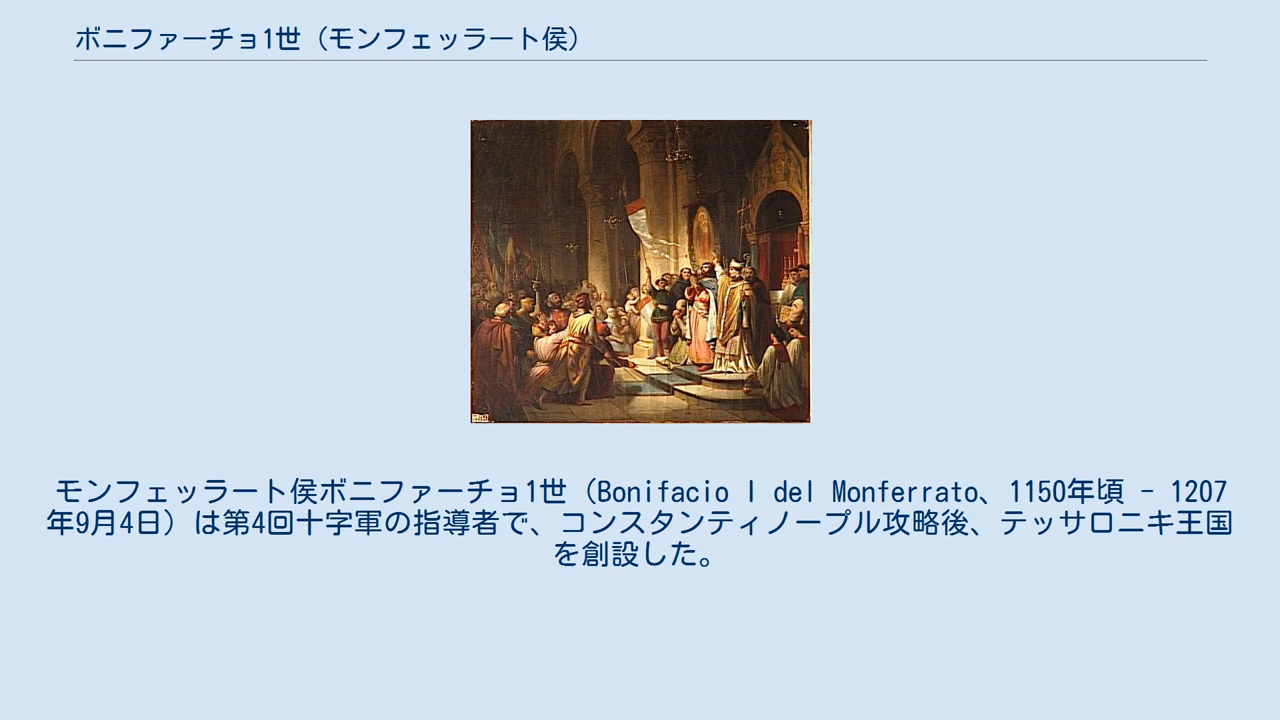 ボニファーチョ1世（モンフェッラート侯）
モンフェッラート侯ボニファーチョ1世（Bonifacio I del Monferrato、1150年頃 - 1207
年9月4日）は第4回十字軍の指導者で、コンスタンティノープル攻略後、テッサロニキ王国
を創設した。